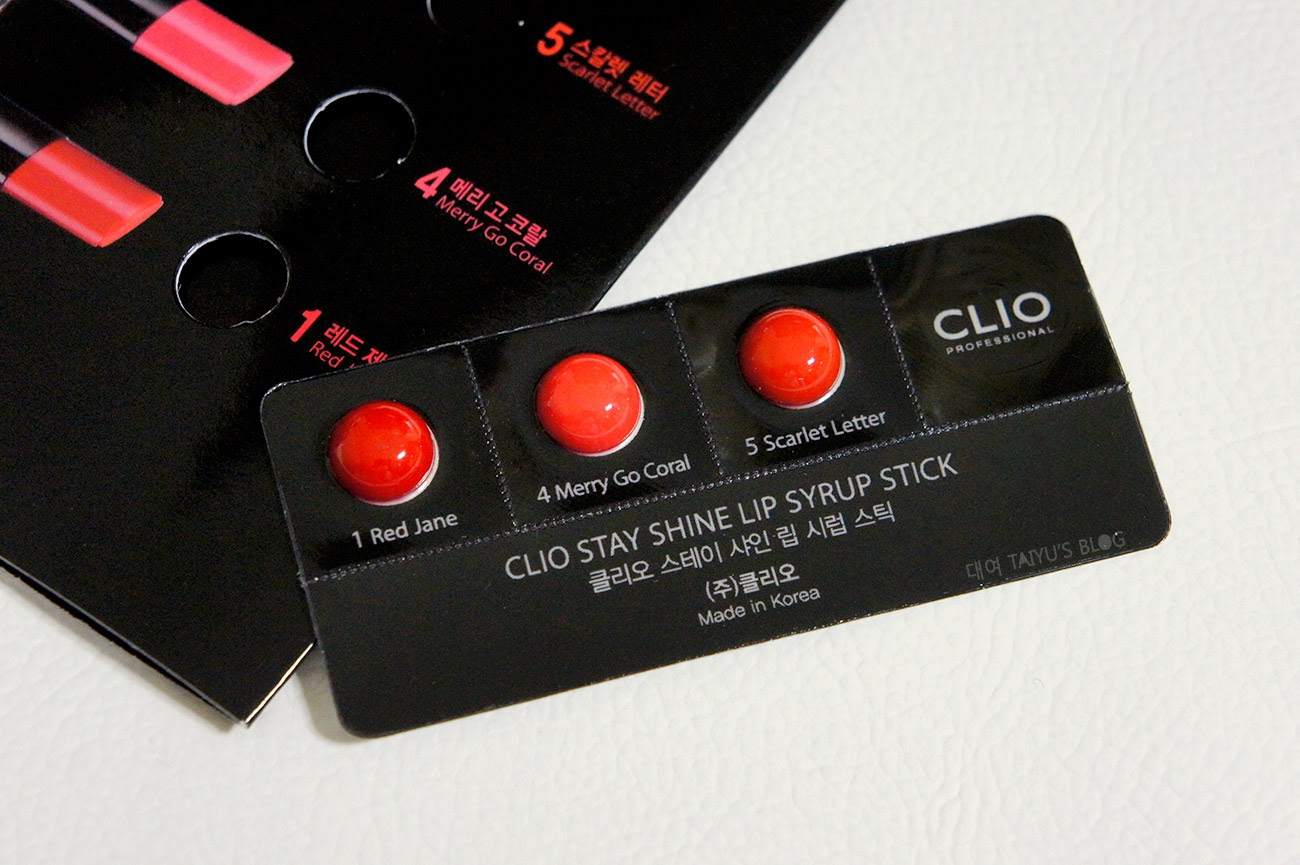 5 스칼렛 레터
Scarlet Letter
4 메리 고 코랄
Merry Go Coral
1 레드
Red
CLIO
PROFESSIONAL
1 Red Jane
4 Merry Go Coral
5 Scarlet Letter
CLIO STAY SHINE LIP SYRUP STICK
클리오 스테이 샤인 립 시럽 스틱
(주)클리오
Made in Korea
대여 TAIYU'S BLOG